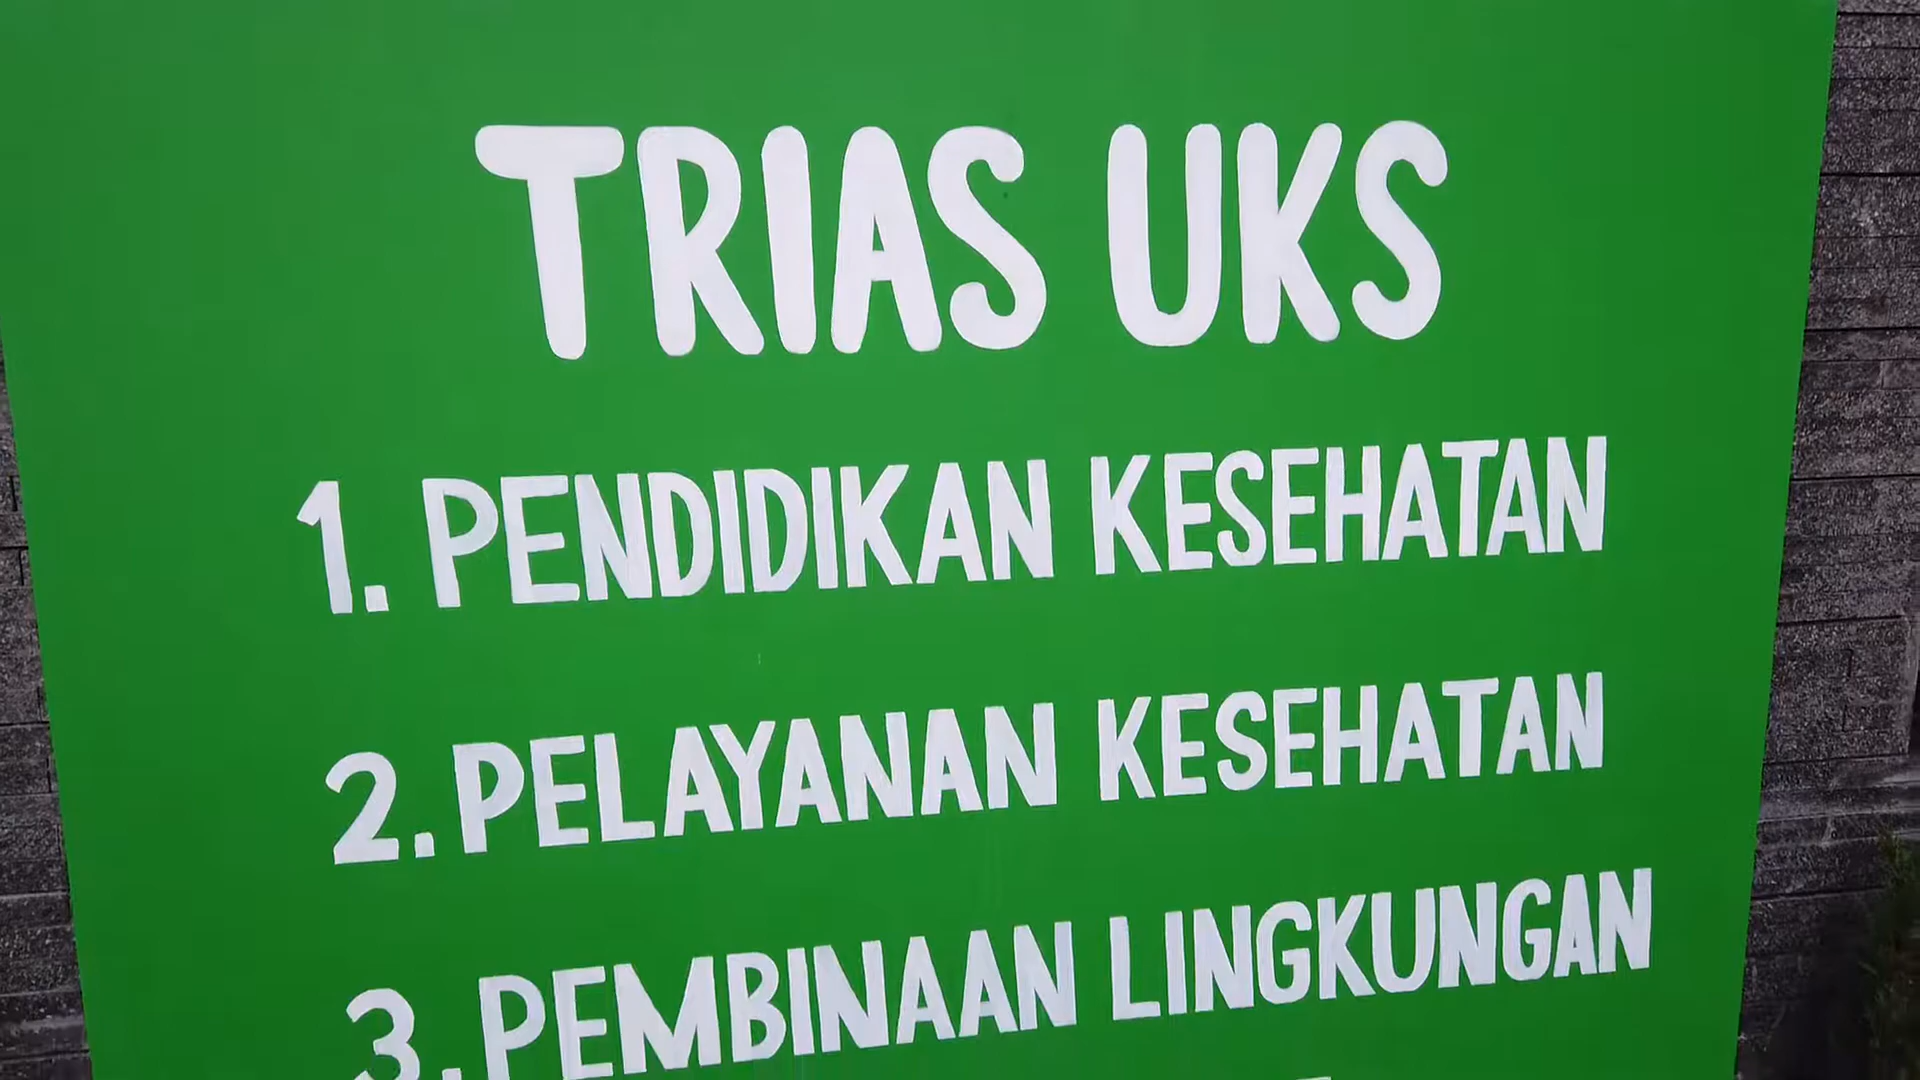 TRIAS UKS
1. PENDIDIKAN KESEHATAN
2. PELAYANAN KESEHATAN
3. PEMBINAAN LINGKUNGAN